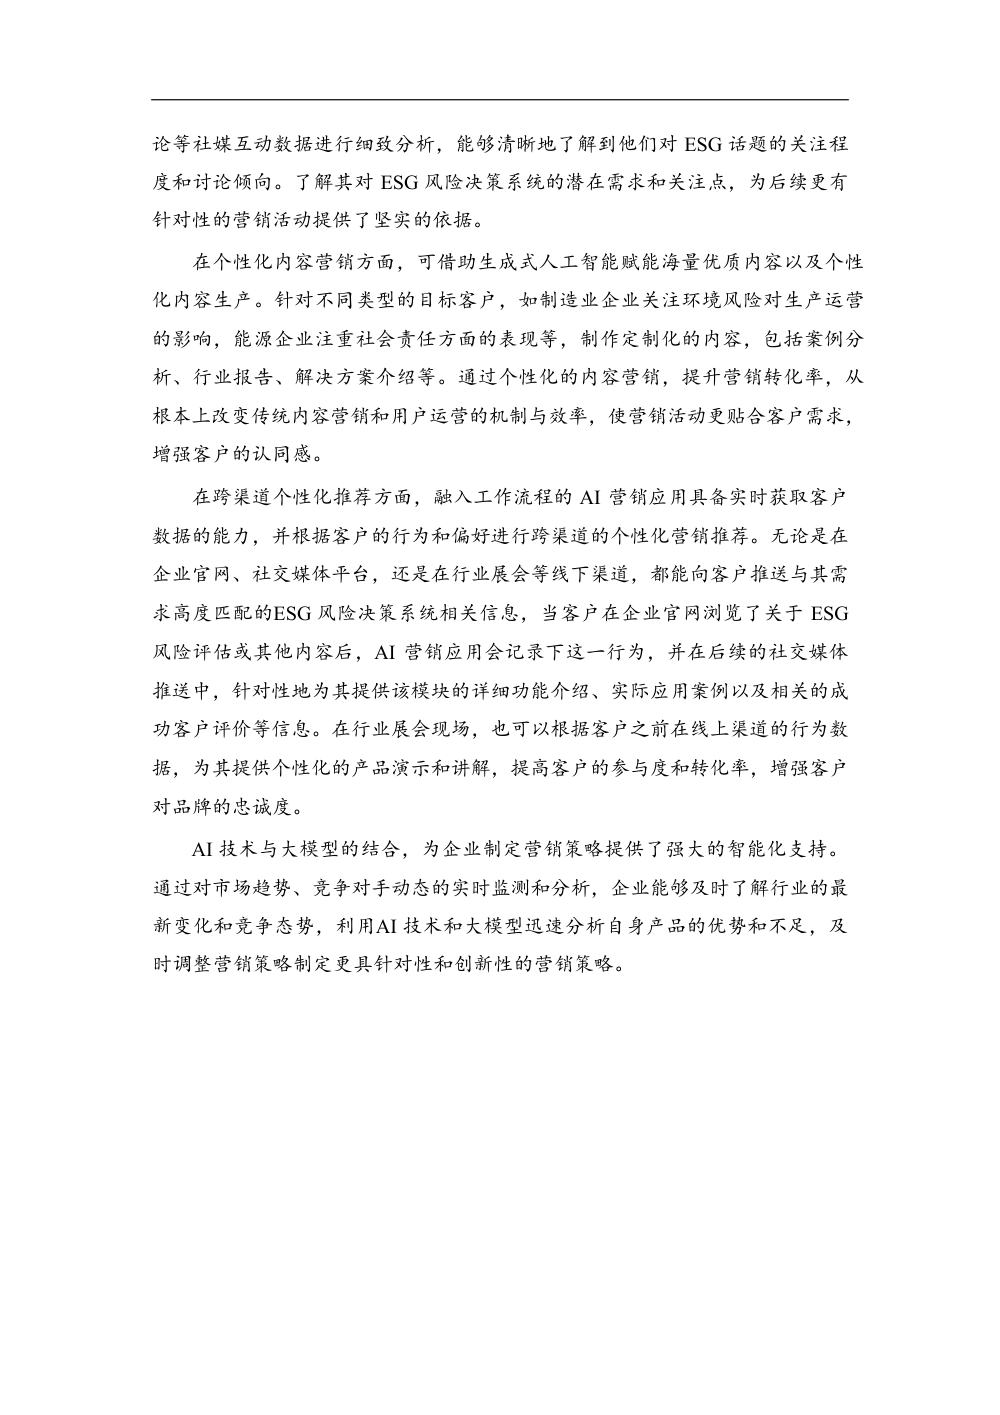 论等社媒互动数据进行细致分析，能够清晰地了解到他们对 ESG 话题的关注程
度和讨论倾向。了解其对 ESG 风险决策系统的潜在需求和关注点，为后续更有
针对性的营销活动提供了坚实的依据。
在个性化内容营销方面，可借助生成式人工智能赋能海量优质内容以及个性
化内容生产。针对不同类型的目标客户，如制造业企业关注环境风险对生产运营
的影响，能源企业注重社会责任方面的表现等，制作定制化的内容，包括案例分
析、行业报告、解决方案介绍等。通过个性化的内容营销，提升营销转化率，从
根本上改变传统内容营销和用户运营的机制与效率，使营销活动更贴合客户需求，
增强客户的认同感。
在跨渠道个性化推荐方面，融入工作流程的 AI 营销应用具备实时获取客户
数据的能力，并根据客户的行为和偏好进行跨渠道的个性化营销推荐。无论是在
企业官网、社交媒体平台，还是在行业展会等线下渠道，都能向客户推送与其需
求高度匹配的ESG 风险决策系统相关信息，当客户在企业官网浏览了关于 ESG
风险评估或其他内容后，AI 营销应用会记录下这一行为，并在后续的社交媒体
推送中，针对性地为其提供该模块的详细功能介绍、实际应用案例以及相关的成
功客户评价等信息。在行业展会现场，也可以根据客户之前在线上渠道的行为数
据，为其提供个性化的产品演示和讲解，提高客户的参与度和转化率，增强客户
对品牌的忠诚度。
AI 技术与大模型的结合，为企业制定营销策略提供了强大的智能化支持。
通过对市场趋势、竞争对手动态的实时监测和分析，企业能够及时了解行业的最
新变化和竞争态势，利用AI 技术和大模型迅速分析自身产品的优势和不足，及
时调整营销策略制定更具针对性和创新性的营销策略。